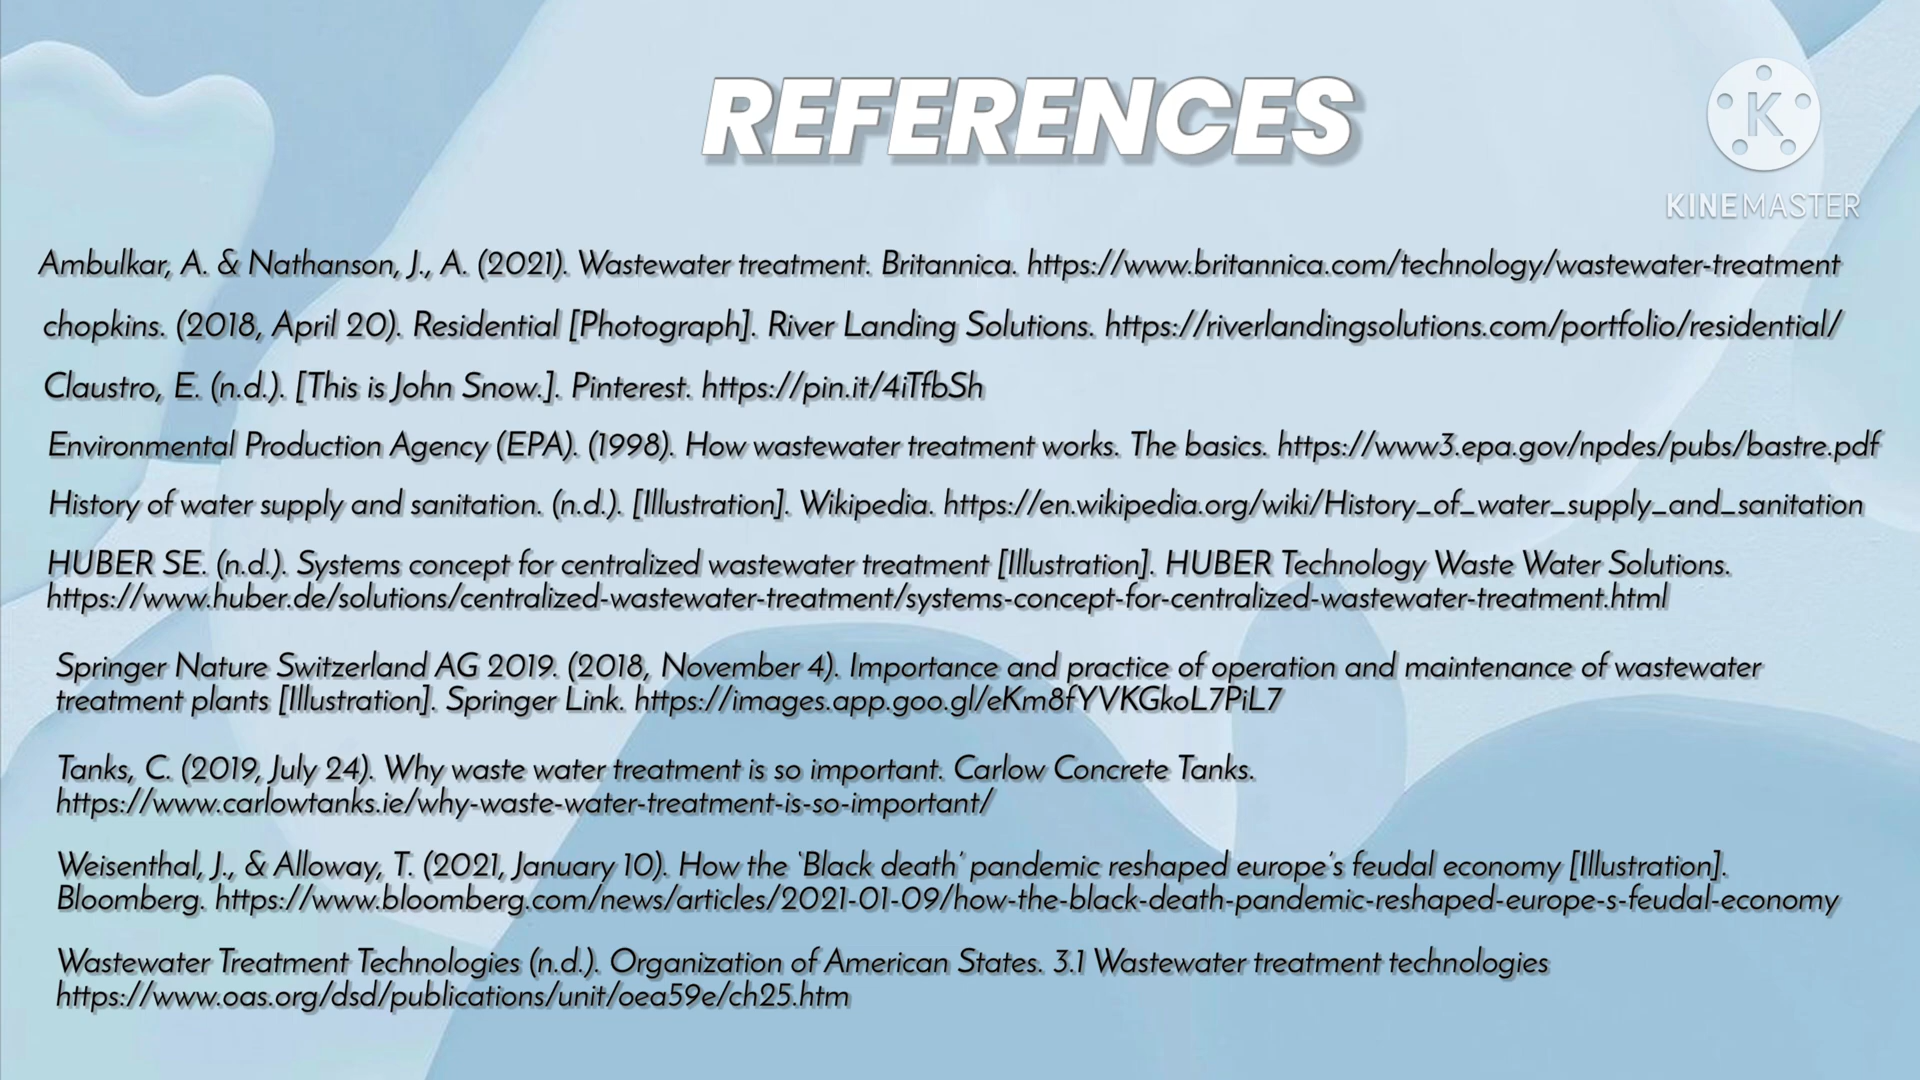 REFERENCES
K
KINEMASTER
Ambulkar, A. & Nathanson, J., A. (2021). Wastewater treatment. Britannica. https://www.britannica.com/technology/wastewater-treatment
chopkins. (2018, April 20). Residential [Photograph]. River Landing Solutions. https://riverlandingsolutions.com/portfolio/residential/
Claustro, E. (n.d.). [This is John Snow.]. Pinterest. https://pin.it/4iTfbSh
Environmental Production Agency (EPA). (1998). How wastewater treatment works. The basics. https://www3.epa.gov/npdes/pubs/bastre.pdf
History of water supply and sanitation. (n.d.). [Illustration]. Wikipedia. https://en.wikipedia.org/wiki/History_of_water_supply_and_sanitation
HUBER SE. (n.d.). Systems concept for centralized wastewater treatment [Illustration]. HUBER Technology Waste Water Solutions.
https://www.huber.de/solutions/centralized-wastewater-treatment/systems-concept-for-centralized-wastewater-treatment.html
Springer Nature Switzerland AG 2019. (2018, November 4). Importance and practice of operation and maintenance of wastewater
treatment plants [Illustration]. Springer Link. https://images.app.goo.gl/eKm8fYVKGkoL7PiL7
Tanks, C. (2019, July 24). Why waste water treatment is so important. Carlow Concrete Tanks.
https://www.carlowtanks.ie/why-waste-water-treatment-is-so-important/
Weisenthal, J., & Alloway, T. (2021, January 10). How the 'Black death' pandemic reshaped europe's feudal economy [Illustration].
Bloomberg. https://www.bloomberg.com/news/articles/2021-01-09/how-the-black-death-pandemic-reshaped-europe-s-feudal-economy
Wastewater Treatment Technologies (n.d.). Organization of American States. 3.1 Wastewater treatment technologies
https://www.oas.org/dsd/publications/unit/oea59e/ch25.htm